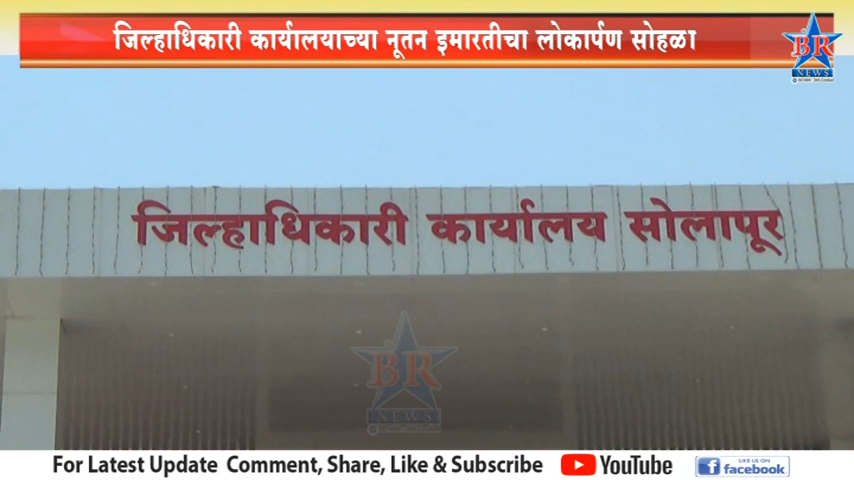 जिल्हाधिकारी कार्यालयाच्या नूतन इमारतीचा लोकार्पण सोहळा
BR
NEWS
जिल्हाधिकारी कार्यालय सोलापूर
BR
NEWS
For Latest Update Comment, Share, Like & Subscribe
YouTube
LIKE US ON
facebook